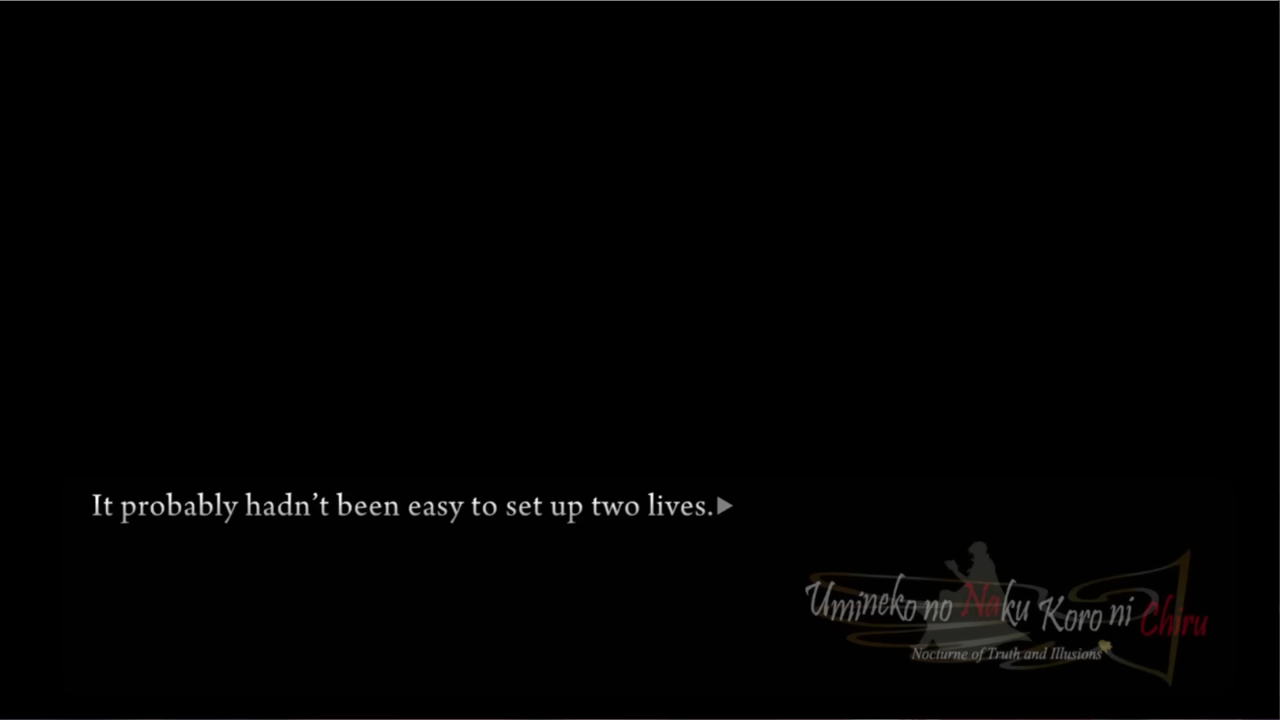 It probably hadn’t been easy to set up two lives.
Umineko no Naku Koro ni Chiru
Nocturne of Truth and Illusions